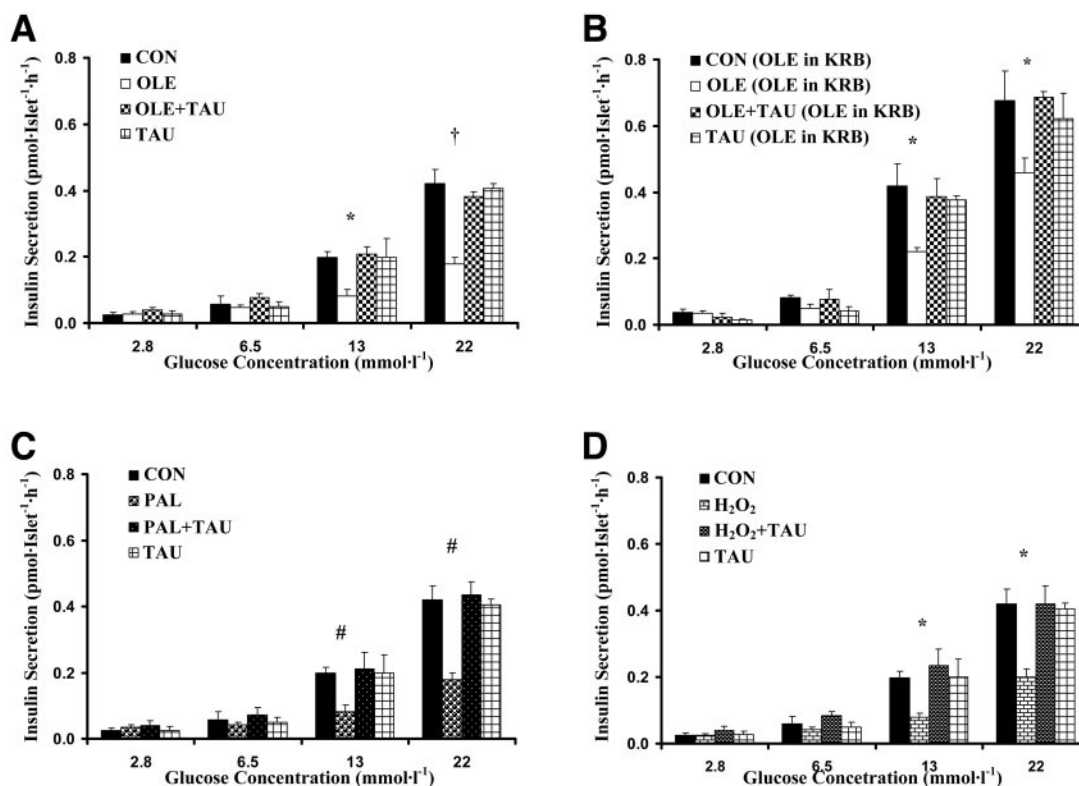 A
Insulin Secretion (pmol·Islet⁻¹·h⁻¹)
0.8
0.6
0.4
0.2
0.0
CON
OLE
OLE+TAU
TAU
*
†
2.8 6.5 13 22
Glucose Concentration (mmol·l⁻¹)
B
Insulin Secretion (pmol·Islet⁻¹·h⁻¹)
0.8
0.6
0.4
0.2
0.0
CON (OLE in KRB)
OLE (OLE in KRB)
OLE+TAU (OLE in KRB)
TAU (OLE in KRB)
*
*
2.8 6.5 13 22
Glucose Concetration (mmol·l⁻¹)
C
Insulin Secretion (pmol·Islet⁻¹·h⁻¹)
0.8
0.6
0.4
0.2
0.0
CON
PAL
PAL+TAU
TAU
#
#
2.8 6.5 13 22
Glucose Concentration (mmol·l⁻¹)
D
Insulin Secretion (pmol·Islet⁻¹·h⁻¹)
0.8
0.6
0.4
0.2
0.0
CON
H₂O₂
H₂O₂+TAU
TAU
*
*
2.8 6.5 13 22
Glucose Concetration (mmol·l⁻¹)